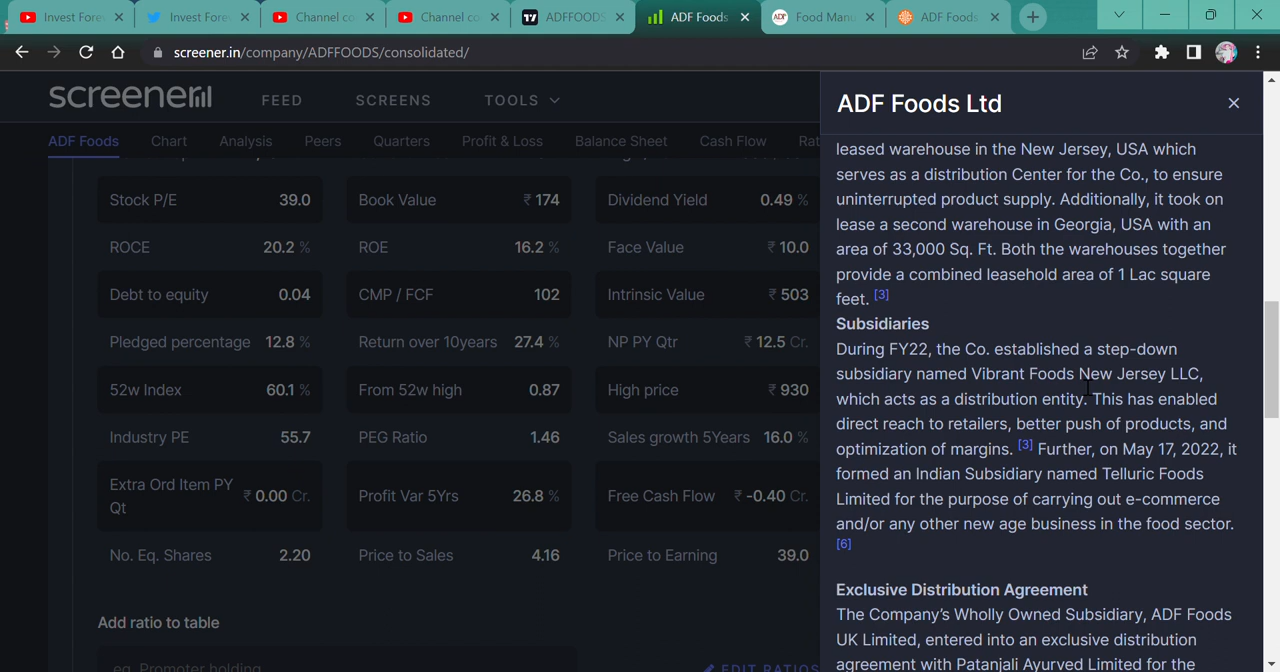 Invest Fore
Invest Fore
Channel co
Channel co
ADFFOODS
ADF Foods
Food Manu
ADF Foods
screener.in/company/ADFFOODS/consolidated/
screener
FEED
SCREENS
TOOLS
ADF Foods
Chart
Analysis
Peers
Quarters
Profit & Loss
Balance Sheet
Cash Flow
Rat
Stock P/E 39.0
Book Value ₹ 174
Dividend Yield 0.49 %
ROCE 20.2 %
ROE 16.2 %
Face Value ₹ 10.0
Debt to equity 0.04
CMP / FCF 102
Intrinsic Value ₹ 503
Pledged percentage 12.8 %
Return over 10years 27.4 %
NP PY Qtr ₹ 12.5 Cr.
52w Index 60.1 %
From 52w high 0.87
High price ₹ 930
Industry PE 55.7
PEG Ratio 1.46
Sales growth 5Years 16.0 %
Extra Ord Item PY
Qt
₹ 0.00 Cr.
Profit Var 5Yrs 26.8 %
Free Cash Flow ₹ -0.40 Cr.
No. Eq. Shares 2.20
Price to Sales 4.16
Price to Earning 39.0
Add ratio to table
eg. Promoter holding
EDIT RATIOS
ADF Foods Ltd
leased warehouse in the New Jersey, USA which
serves as a distribution Center for the Co., to ensure
uninterrupted product supply. Additionally, it took on
lease a second warehouse in Georgia, USA with an
area of 33,000 Sq. Ft. Both the warehouses together
provide a combined leasehold area of 1 Lac square
feet. [3]
Subsidiaries
During FY22, the Co. established a step-down
subsidiary named Vibrant Foods New Jersey LLC,
which acts as a distribution entity. This has enabled
direct reach to retailers, better push of products, and
optimization of margins. [3] Further, on May 17, 2022, it
formed an Indian Subsidiary named Telluric Foods
Limited for the purpose of carrying out e-commerce
and/or any other new age business in the food sector.
[6]
Exclusive Distribution Agreement
The Company's Wholly Owned Subsidiary, ADF Foods
UK Limited, entered into an exclusive distribution
agreement with Patanjali Ayurved Limited for the